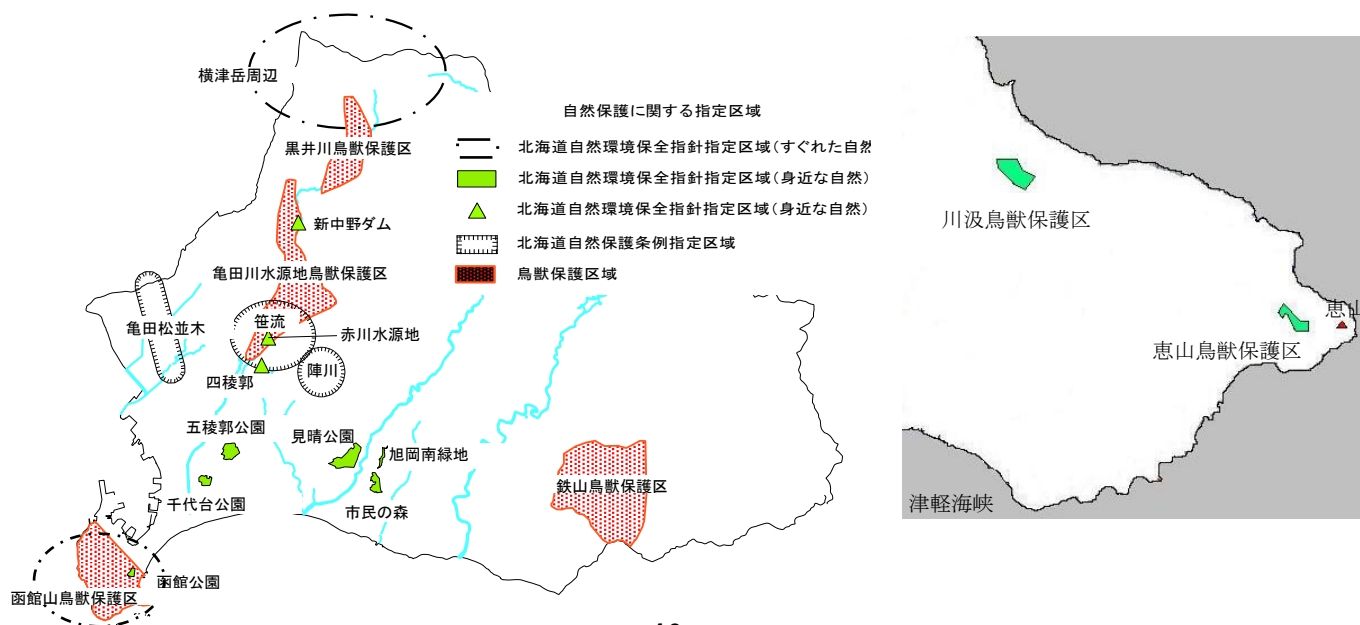 横津岳周辺
自然保護に関する指定区域
北海道自然環境保全指針指定区域(すぐれた自然
黒井川鳥獣保護区
北海道自然環境保全指針指定区域(身近な自然)
北海道自然環境保全指針指定区域(身近な自然)
新中野ダム
北海道自然保護条例指定区域
亀田川水源地鳥獣保護区
鳥獣保護区域
亀田松並木
笹流
赤川水源地
四稜郭
陣川
五稜郭公園
見晴公園
旭岡南緑地
千代台公園
市民の森
鉄山鳥獣保護区
函館公園
函館山鳥獣保護区
川汲鳥獣保護区
恵山
恵山鳥獣保護区
津軽海峡